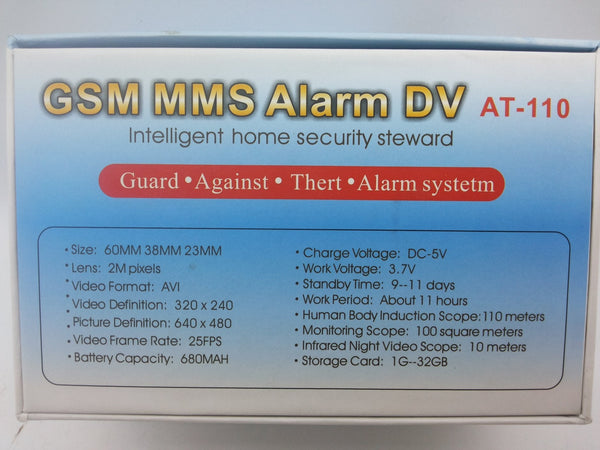 GSM MMS Alarm DV AT-110
Intelligent home security steward
Guard • Against • Thert • Alarm systetm
• Size: 60MM 38MM 23MM
• Lens: 2M pixels
• Video Format: AVI
• Video Definition: 320 x 240
• Picture Definition: 640 x 480
• Video Frame Rate: 25FPS
• Battery Capacity: 680MAH
• Charge Voltage: DC-5V
• Work Voltage: 3.7V
• Standby Time: 9--11 days
• Work Period: About 11 hours
• Human Body Induction Scope: 110 meters
• Monitoring Scope: 100 square meters
• Infrared Night Video Scope: 10 meters
• Storage Card: 1G--32GB